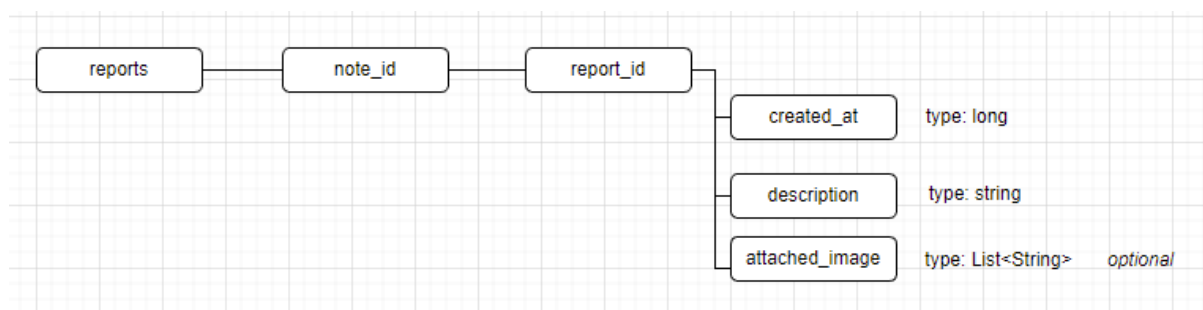 reports
note_id
report_id
created_at type: long
description type: string
attached_image type: List<String> optional